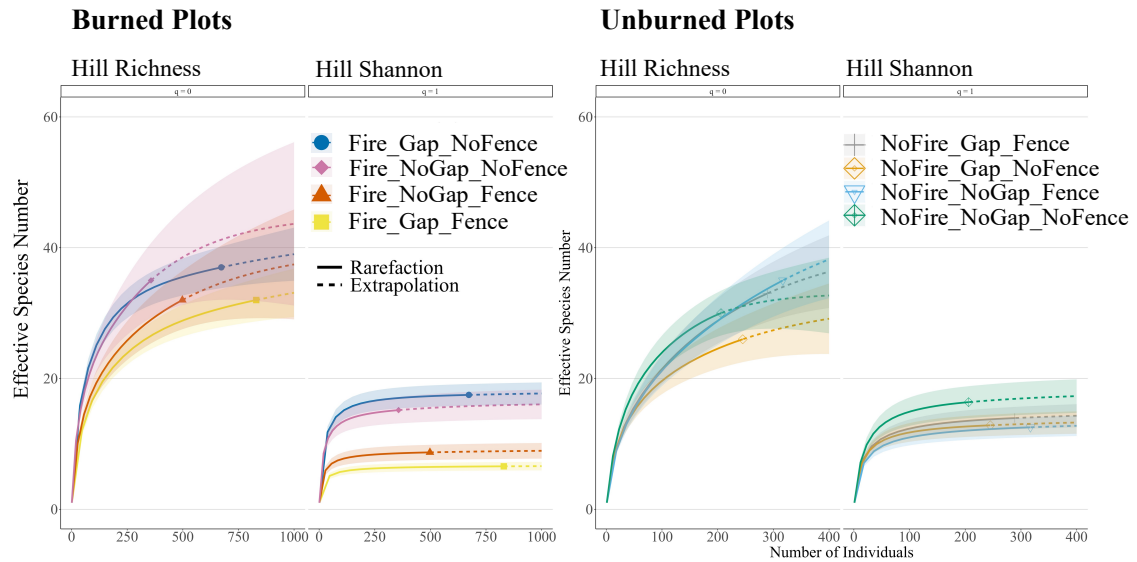 Burned Plots
Unburned Plots
Hill Richness
Hill Shannon
Hill Richness
Hill Shannon
q = 0
q = 1
q = 0
q = 1
Effective Species Number
60
40
20
0
Fire_Gap_NoFence
Fire_NoGap_NoFence
Fire_NoGap_Fence
Fire_Gap_Fence
Rarefaction
Extrapolation
0 250 500 750 1000
0 250 500 750 1000
Effective Species Number
60
40
20
0
NoFire_Gap_Fence
NoFire_Gap_NoFence
NoFire_NoGap_Fence
NoFire_NoGap_NoFence
0 100 200 300 400
0 100 200 300 400
Number of Individuals